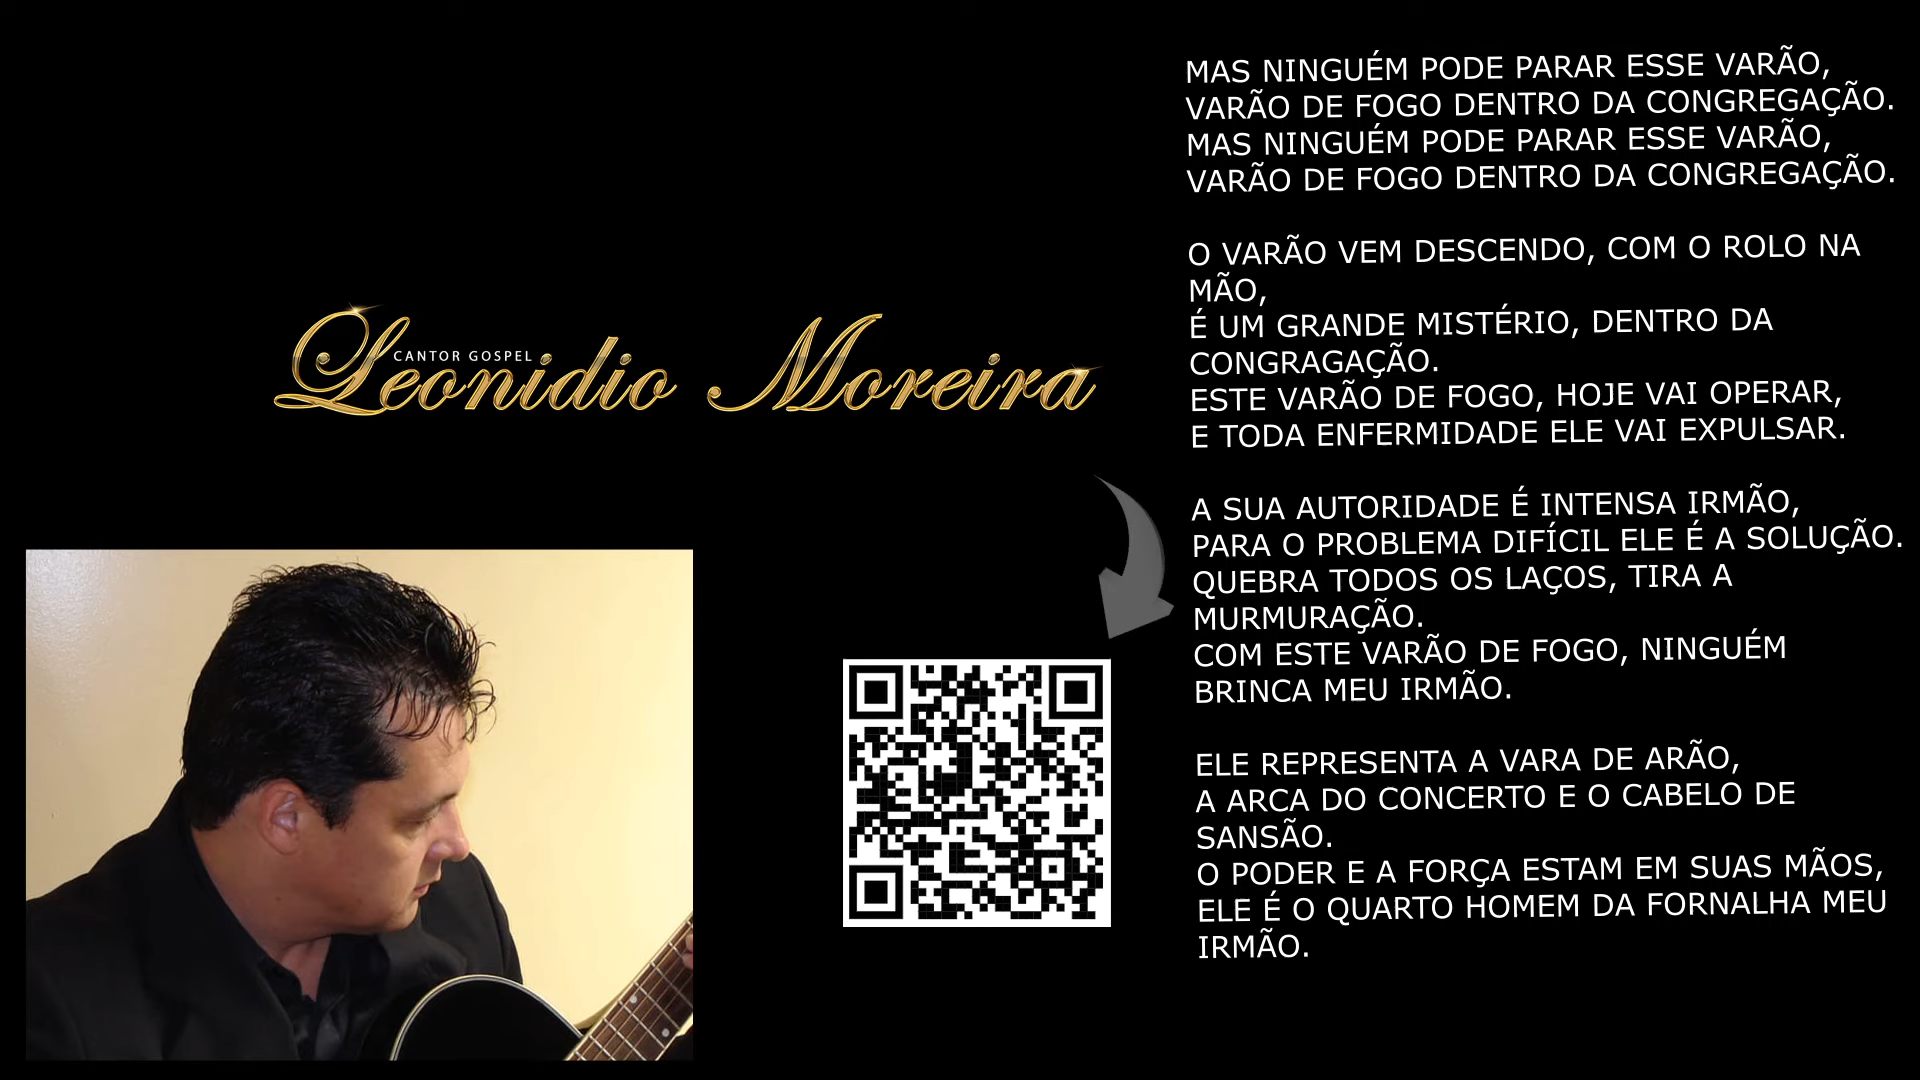 CANTOR GOSPEL
Leonidio Moreira
MAS NINGUÉM PODE PARAR ESSE VARÃO,
VARÃO DE FOGO DENTRO DA CONGREGAÇÃO.
MAS NINGUÉM PODE PARAR ESSE VARÃO,
VARÃO DE FOGO DENTRO DA CONGREGAÇÃO.
O VARÃO VEM DESCENDO, COM O ROLO NA
MÃO,
É UM GRANDE MISTÉRIO, DENTRO DA
CONGRAGAÇÃO.
ESTE VARÃO DE FOGO, HOJE VAI OPERAR,
E TODA ENFERMIDADE ELE VAI EXPULSAR.
A SUA AUTORIDADE É INTENSA IRMÃO,
PARA O PROBLEMA DIFÍCIL ELE É A SOLUÇÃO.
QUEBRA TODOS OS LAÇOS, TIRA A
MURMURAÇÃO.
COM ESTE VARÃO DE FOGO, NINGUÉM
BRINCA MEU IRMÃO.
ELE REPRESENTA A VARA DE ARÃO,
A ARCA DO CONCERTO E O CABELO DE
SANSÃO.
O PODER E A FORÇA ESTAM EM SUAS MÃOS,
ELE É O QUARTO HOMEM DA FORNALHA MEU
IRMÃO.